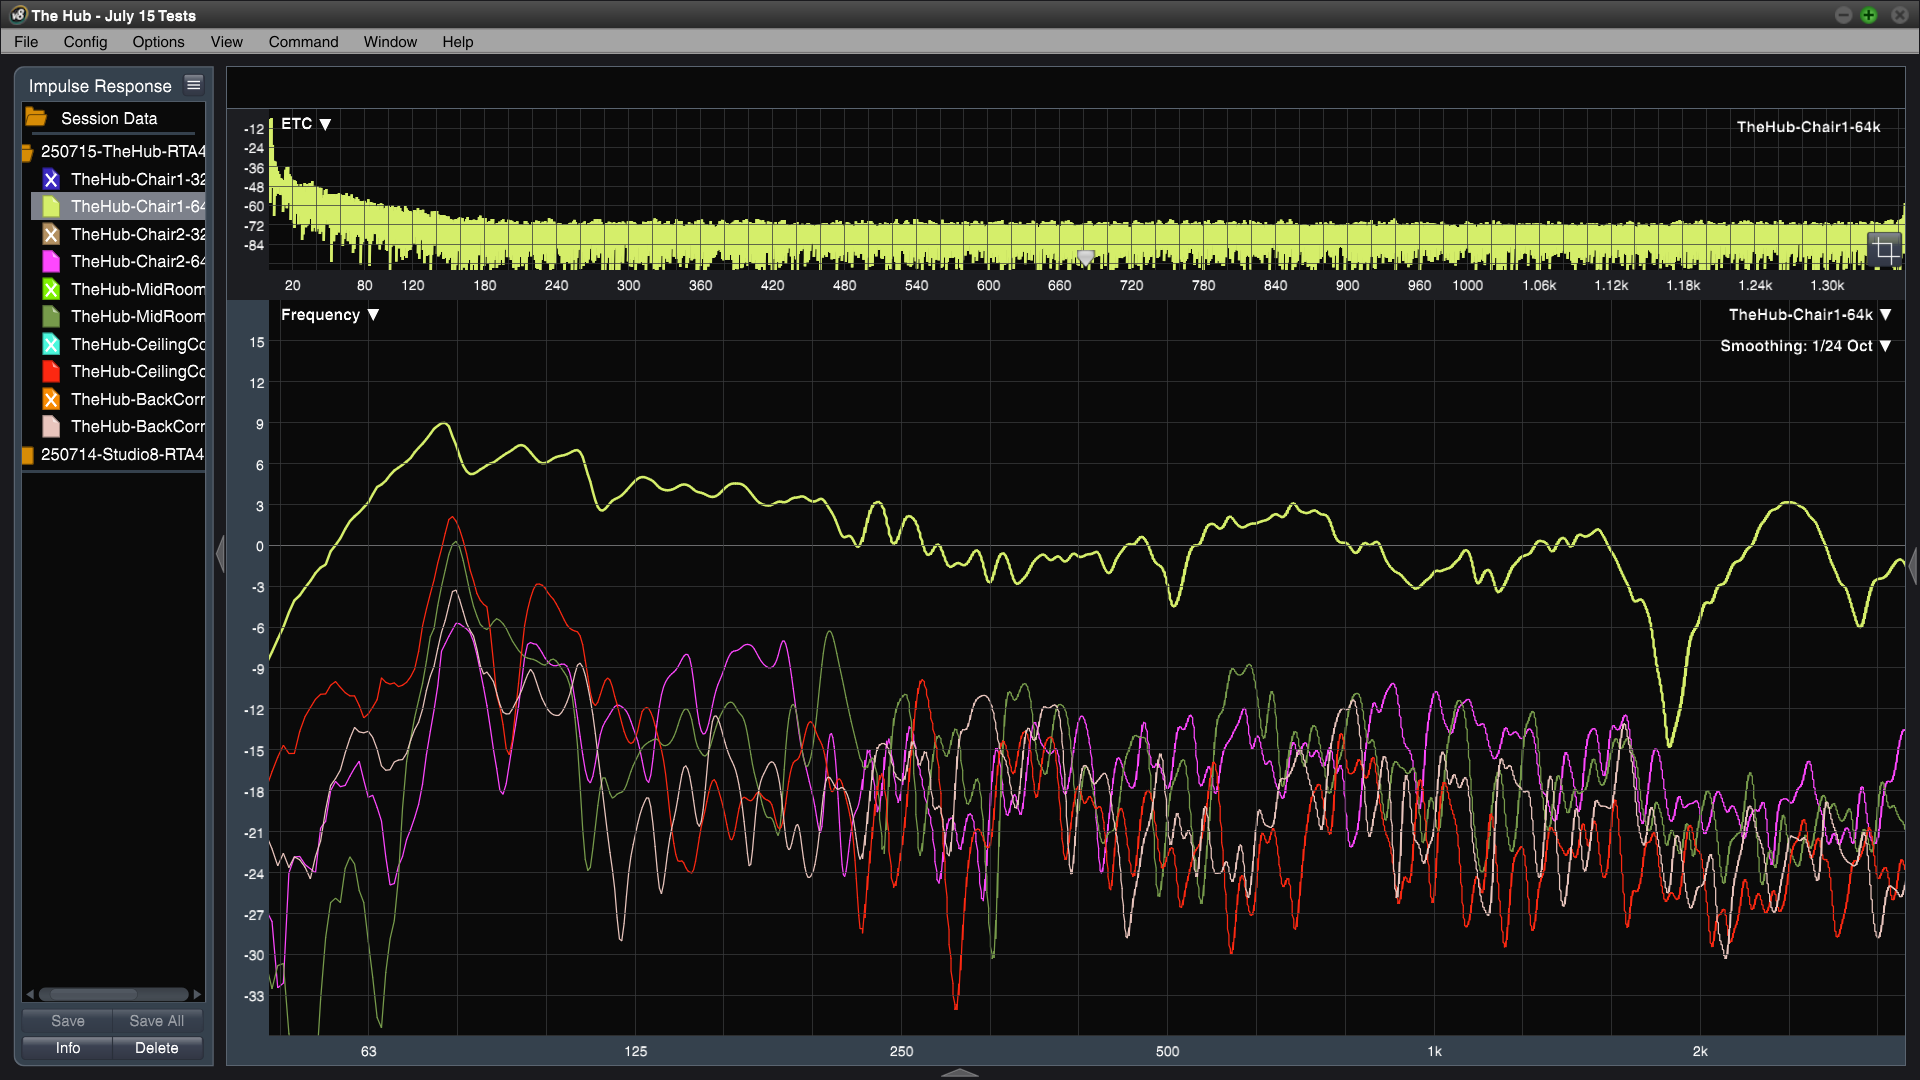 v8 The Hub - July 15 Tests
File Config Options View Command Window Help
Impulse Response
Session Data
250715-TheHub-RTA4
TheHub-Chair1-32
TheHub-Chair1-64
TheHub-Chair2-32
TheHub-Chair2-64
TheHub-MidRoom
TheHub-MidRoom
TheHub-CeilingCo
TheHub-CeilingCo
TheHub-BackCorr
TheHub-BackCorr
250714-Studio8-RTA4
Save Save All
Info Delete
ETC ▼
TheHub-Chair1-64k
-12
-24
-36
-48
-60
-72
-84
20 80 120 180 240 300 360 420 480 540 600 660 720 780 840 900 960 1000 1.06k 1.12k 1.18k 1.24k 1.30k
Frequency ▼
TheHub-Chair1-64k ▼
Smoothing: 1/24 Oct ▼
15
12
9
6
3
0
-3
-6
-9
-12
-15
-18
-21
-24
-27
-30
-33
63 125 250 500 1k 2k